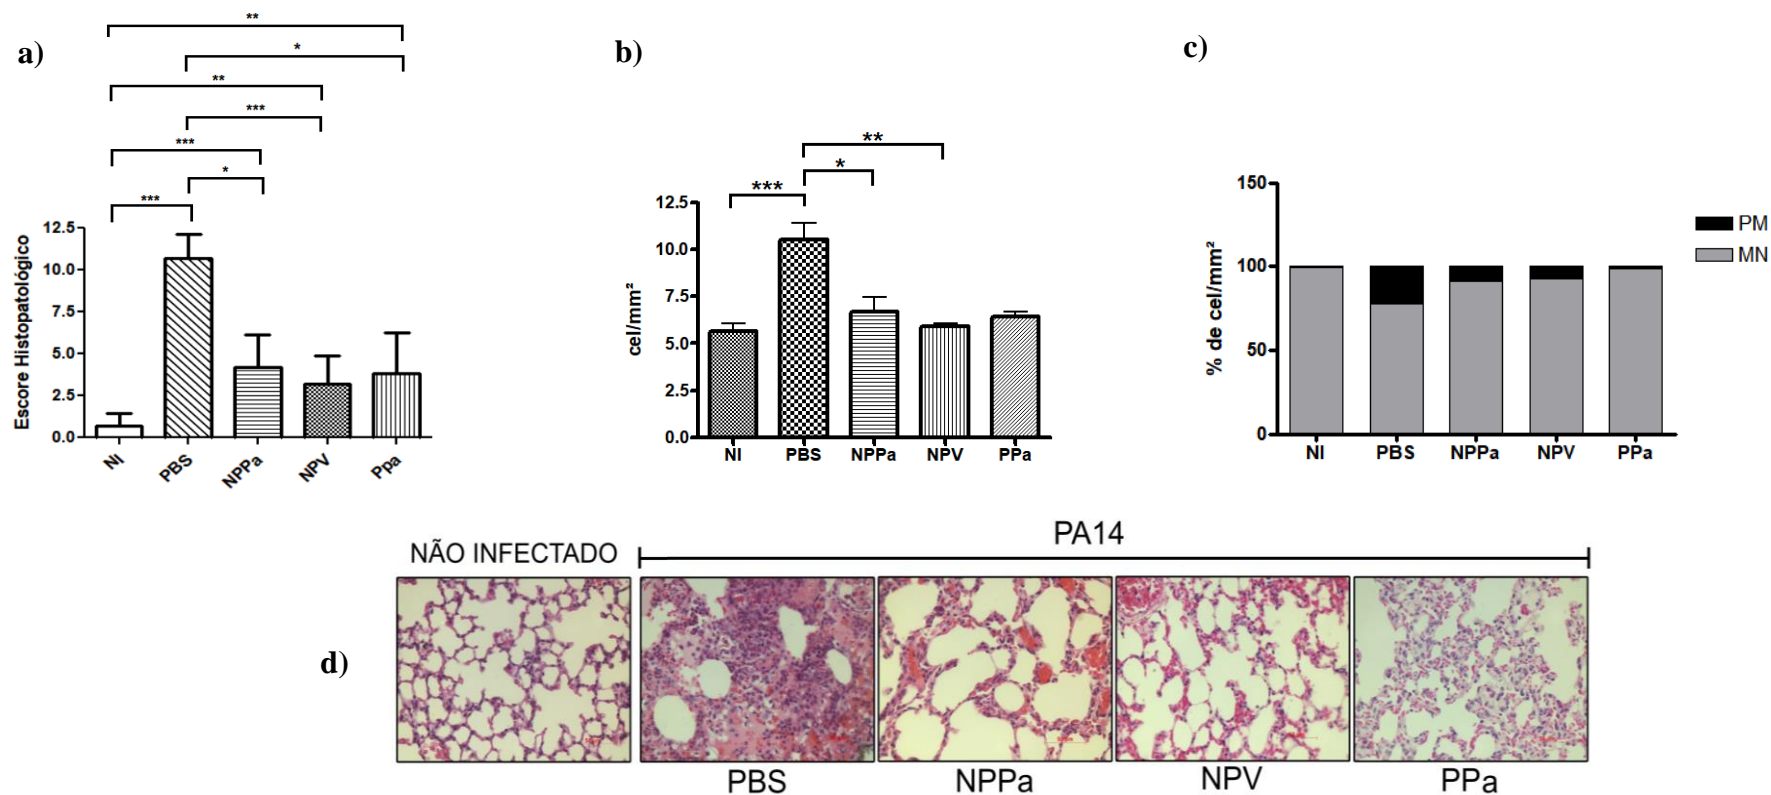 a)
**
*
**
***
***
*
***
Escore Histopatológico
12.5
10.0
7.5
5.0
2.5
0.0
NI
PBS
NPPa
NPV
Ppa
b)
**
*
***
cel/mm²
12.5
10.0
7.5
5.0
2.5
0.0
NI
PBS
NPPa
NPV
PPa
c)
% de cel/mm²
150
100
50
0
NI
PBS
NPPa
NPV
PPa
PM
MN
d)
NÃO INFECTADO
PA14
PBS
NPPa
NPV
PPa